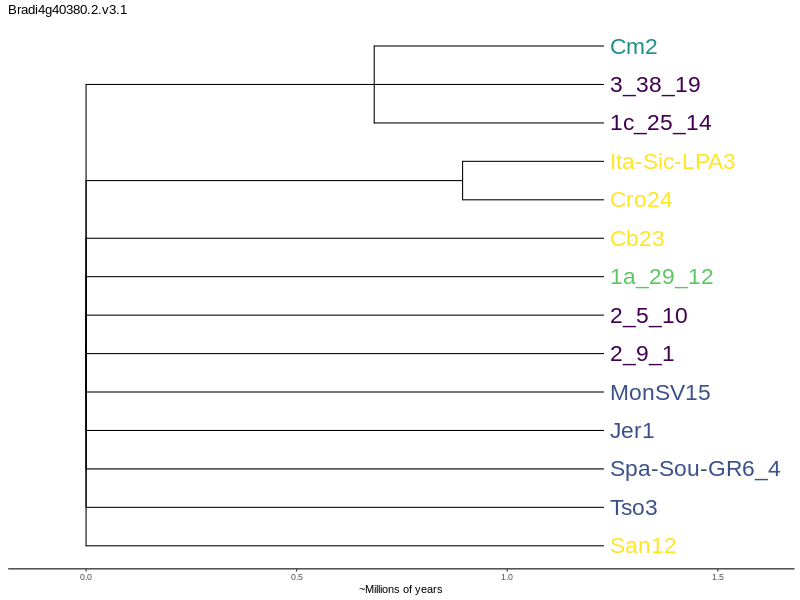 Bradi4g40380.2.v3.1
Cm2
3_38_19
1c_25_14
Ita-Sic-LPA3
Cro24
Cb23
1a_29_12
2_5_10
2_9_1
MonSV15
Jer1
Spa-Sou-GR6_4
Tso3
San12
0.0 0.5 1.0 1.5
~Millions of years